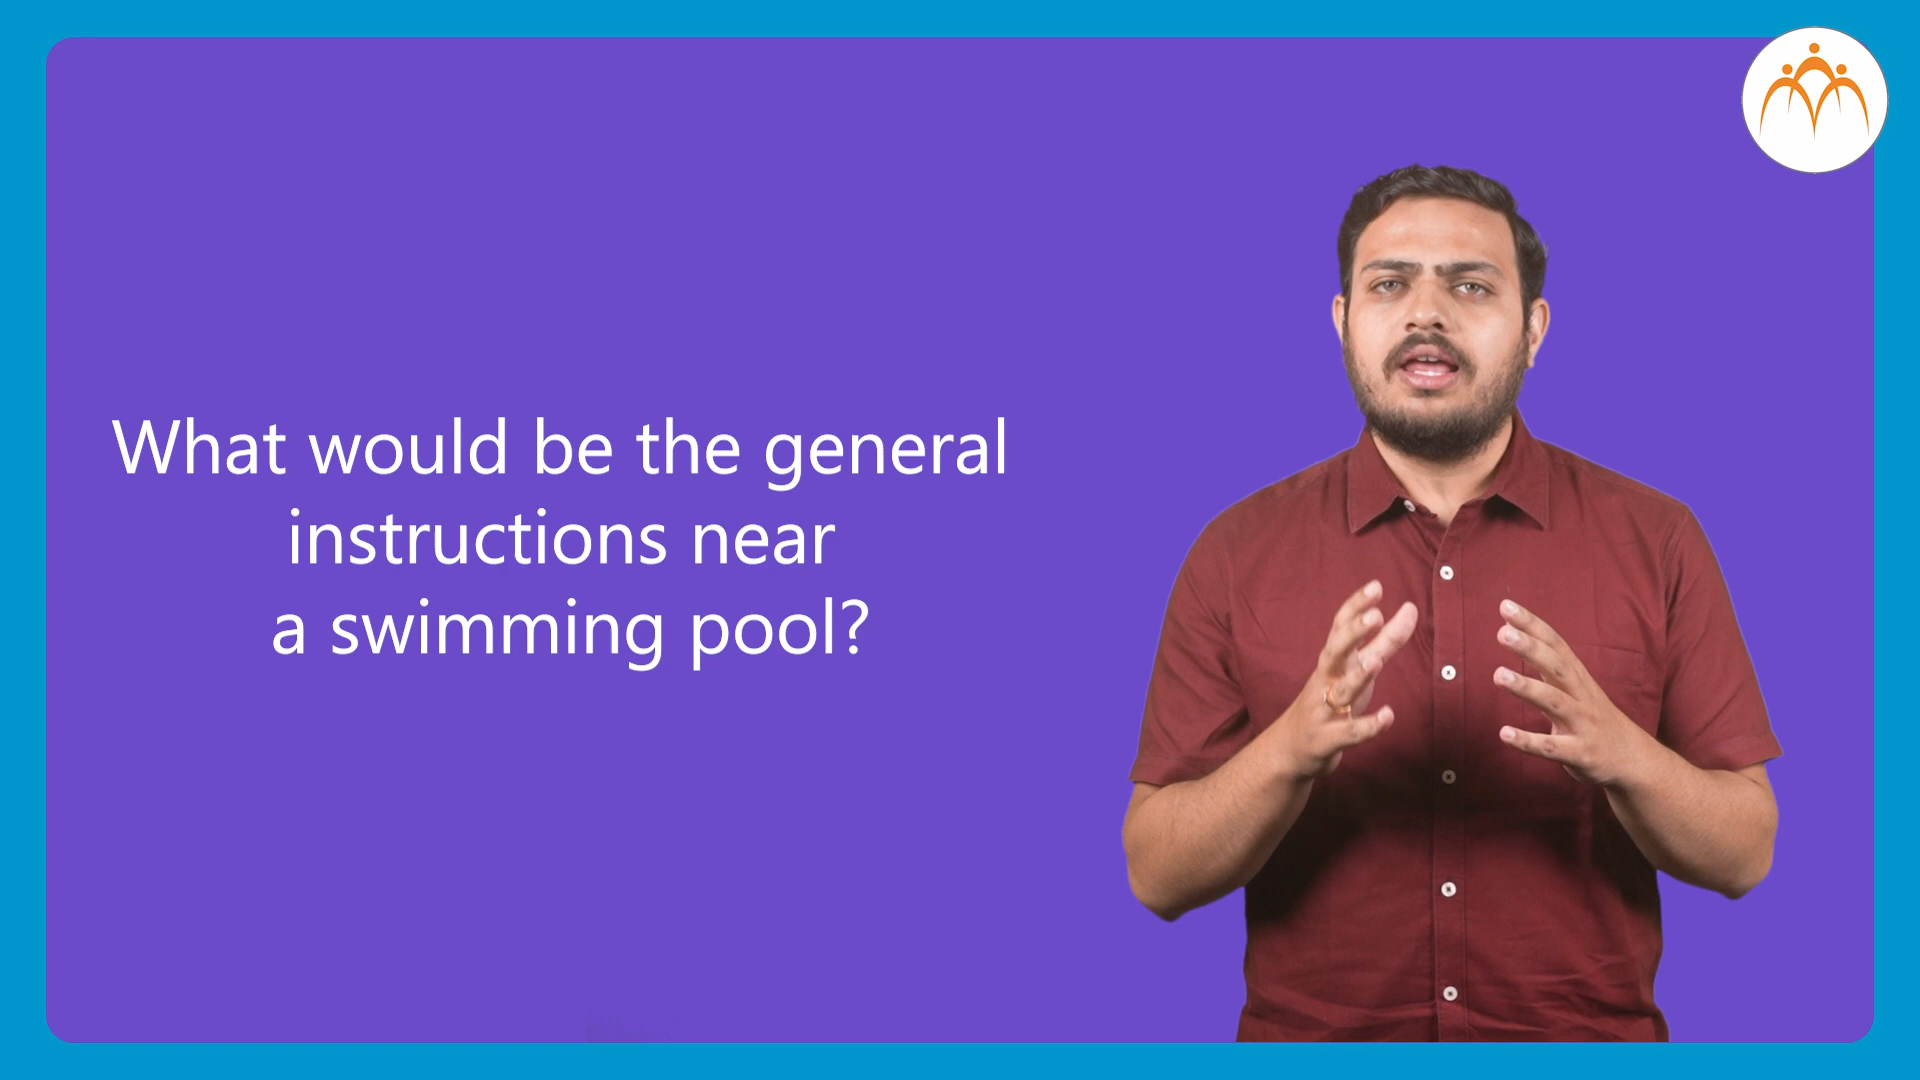 What would be the general
instructions near
a swimming pool?